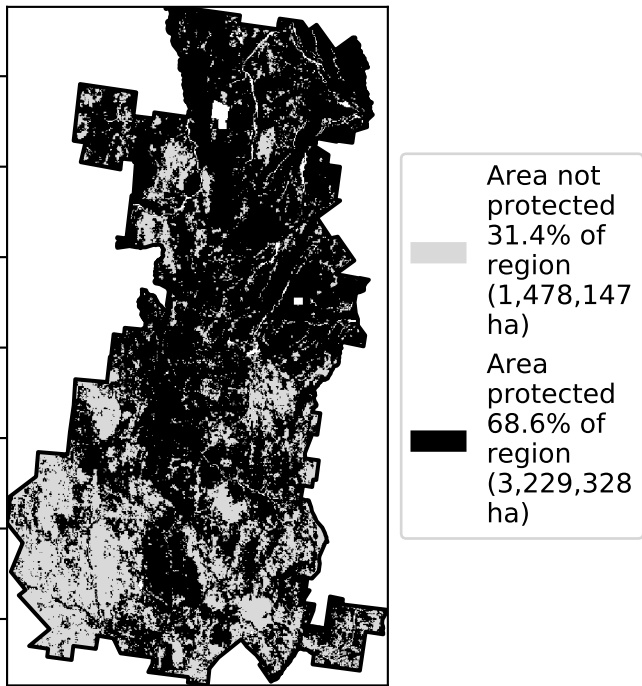 Area not
protected
31.4% of
region
(1,478,147
ha)
Area
protected
68.6% of
region
(3,229,328
ha)